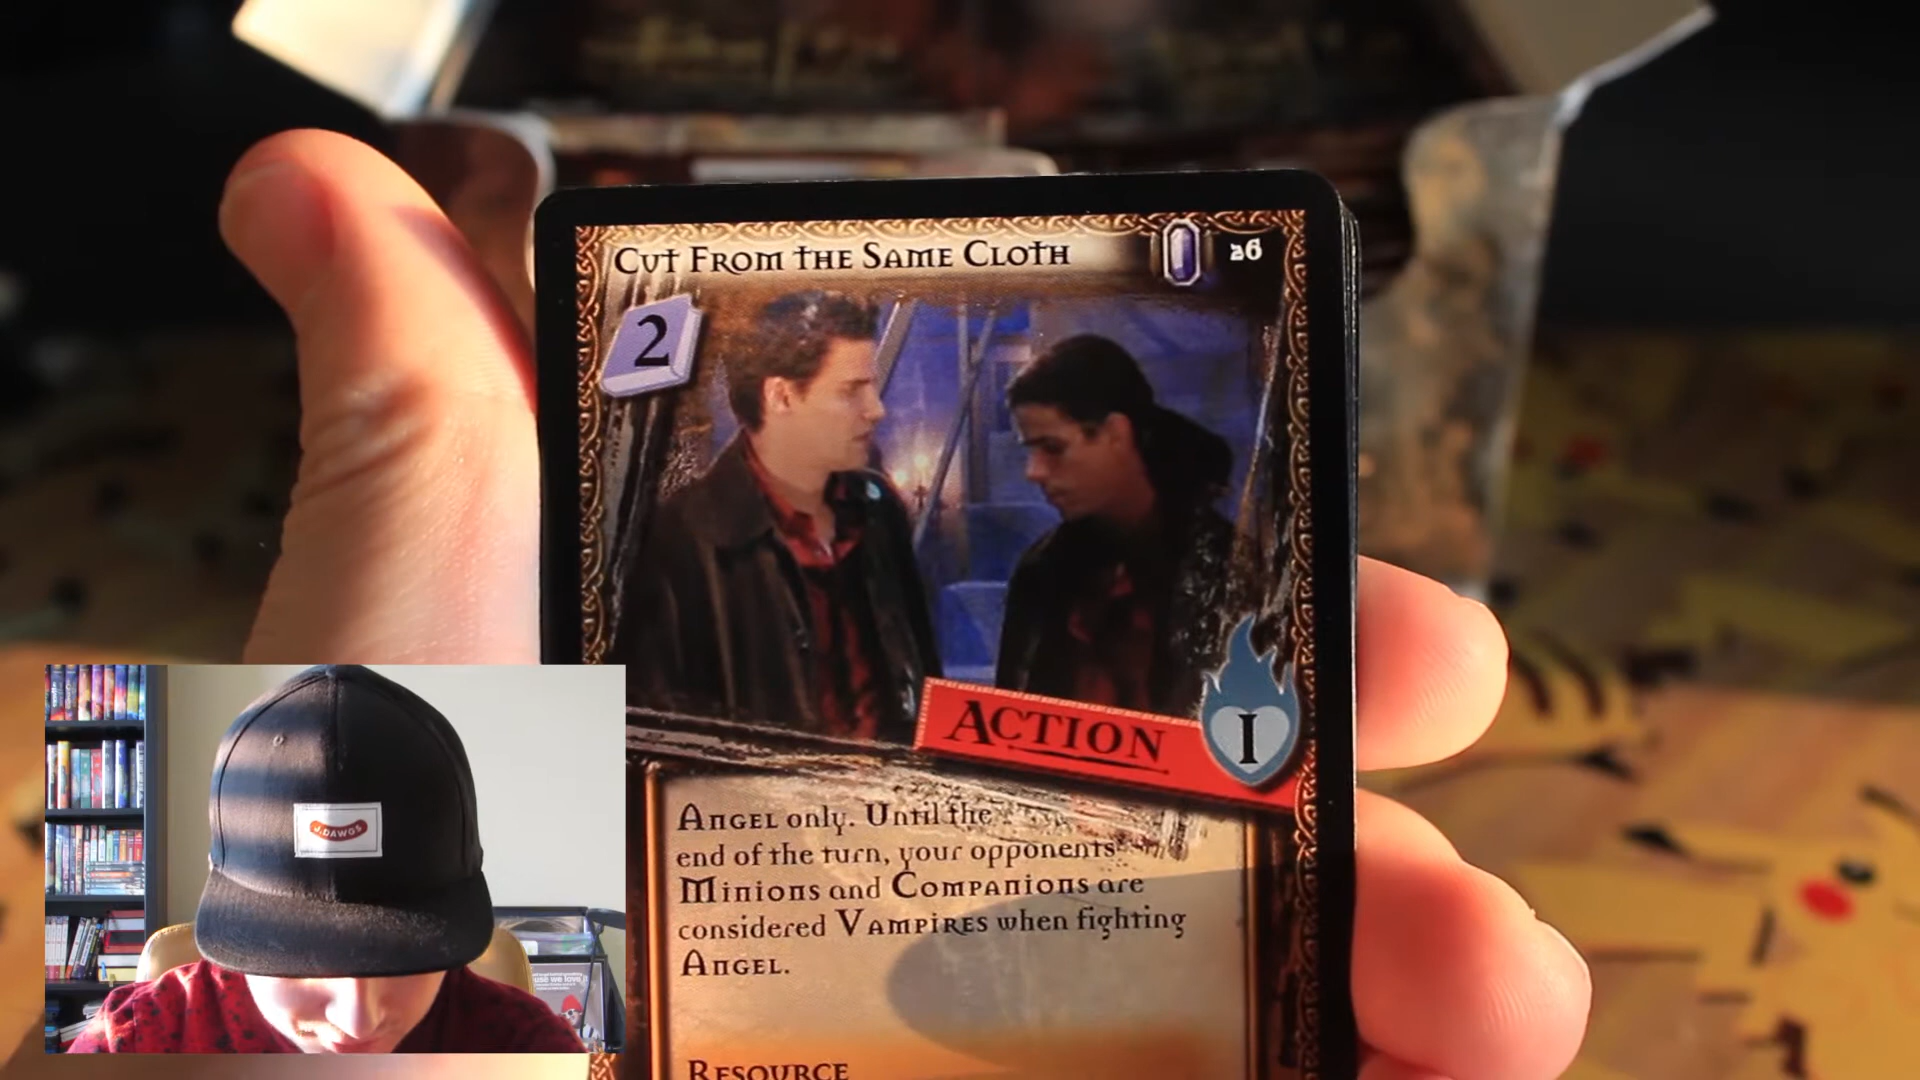 Cut From the Same Cloth
26
2
Action
1
Angel only. Until the
end of the turn, your opponents'
Minions and Companions are
considered Vampires when fighting
Angel.
Resource
J.DAWGS